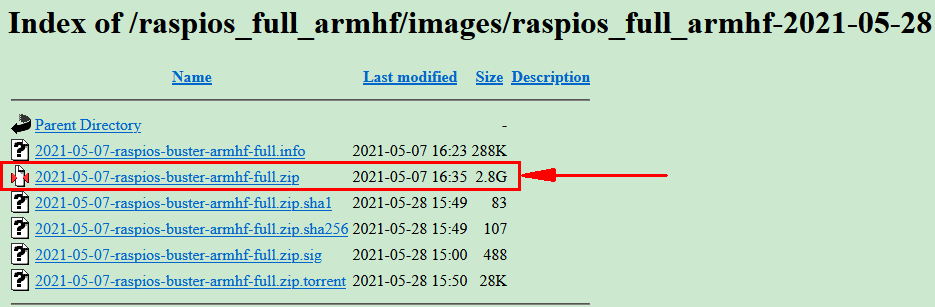 Index of /raspios_full_armhf/images/raspios_full_armhf-2021-05-28
Name Last modified Size Description
Parent Directory -
2021-05-07-raspios-buster-armhf-full.info 2021-05-07 16:23 288K
2021-05-07-raspios-buster-armhf-full.zip 2021-05-07 16:35 2.8G
2021-05-07-raspios-buster-armhf-full.zip.sha1 2021-05-28 15:49 83
2021-05-07-raspios-buster-armhf-full.zip.sha256 2021-05-28 15:49 107
2021-05-07-raspios-buster-armhf-full.zip.sig 2021-05-28 15:00 488
2021-05-07-raspios-buster-armhf-full.zip.torrent 2021-05-28 15:50 28K